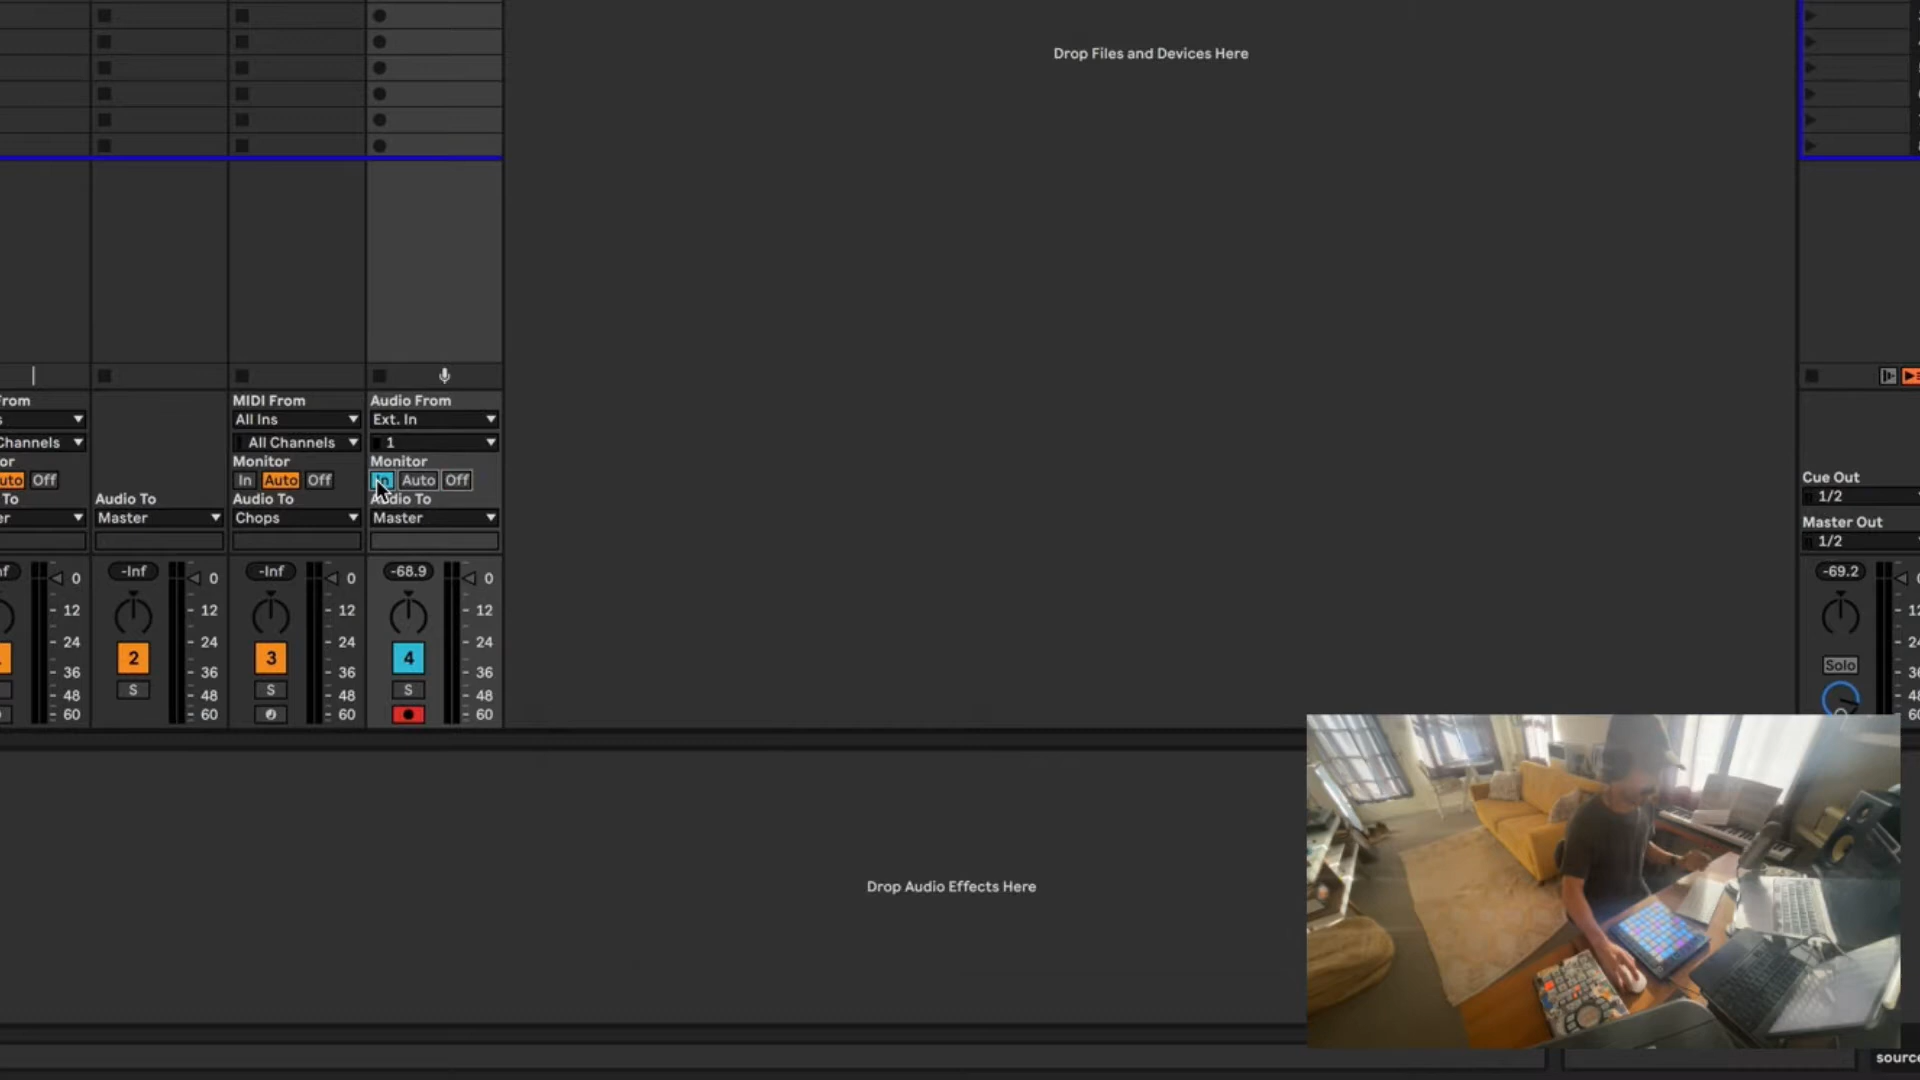 Drop Files and Devices Here
From
MIDI From
Audio From
All Ins
Ext. In
Channels
All Channels
1
Monitor
Monitor
Off
In
Auto
Off
In
Auto
Off
To
Audio To
Audio To
Audio To
Master
Chops
Master
Cue Out
1/2
Master Out
1/2
-Inf
-Inf
-68.9
-69.2
0
0
0
0
12
12
12
12
24
24
24
24
2
3
4
Solo
36
36
36
36
S
S
S
48
48
48
48
60
60
60
60
Drop Audio Effects Here
source